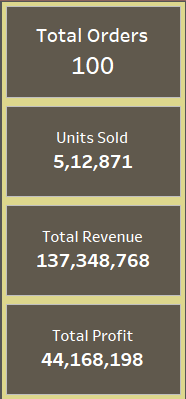 Total Orders
100
Units Sold
5,12,871
Total Revenue
137,348,768
Total Profit
44,168,198